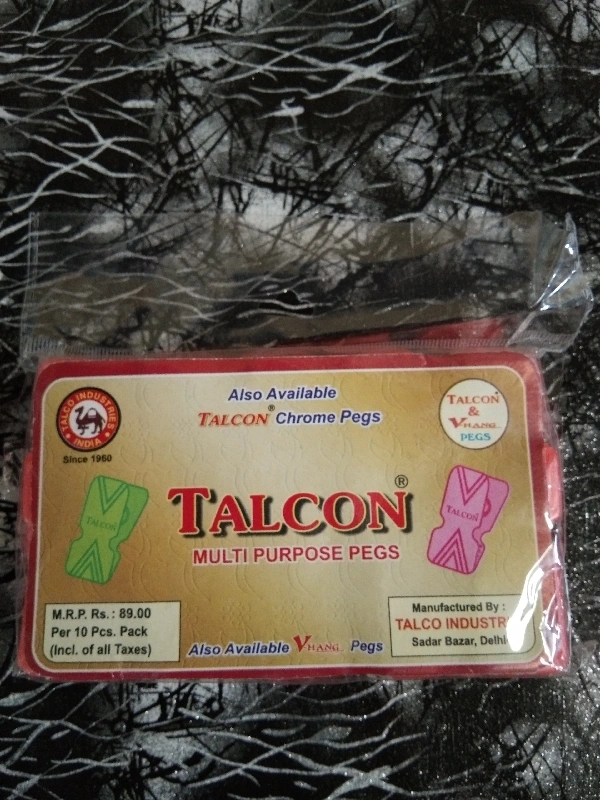 Also Available
TALCON® Chrome Pegs
TALCO INDUSTRIES
INDIA
Since 1960
TALCON
&
VHANG
PEGS
TALCON
TALCON®
TALCON
MULTI PURPOSE PEGS
M.R.P. Rs.: 89.00
Per 10 Pcs. Pack
(Incl. of all Taxes)
Also Available VHANG Pegs
Manufactured By :
TALCO INDUSTR
Sadar Bazar, Delhi